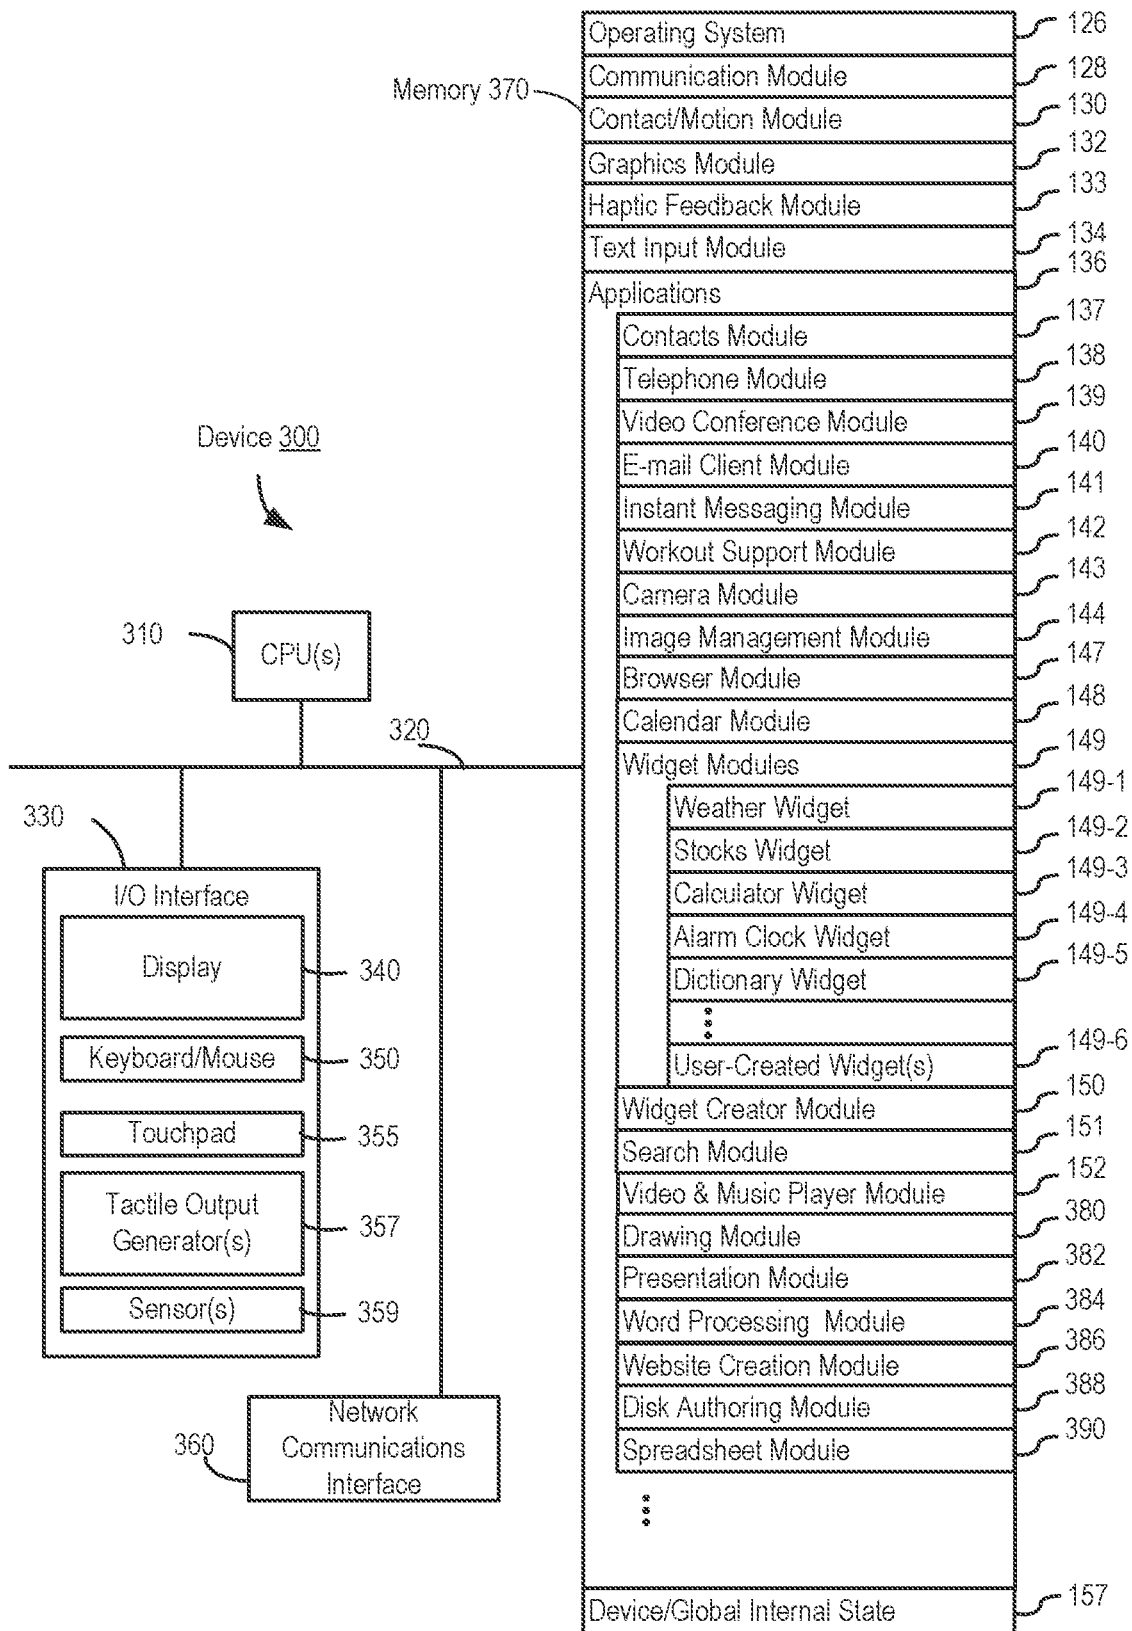 Device 300
310
CPU(s)
320
330
I/O Interface
Display
340
Keyboard/Mouse
350
Touchpad
355
Tactile Output
Generator(s)
357
Sensor(s)
359
360
Network
Communications
Interface
Memory 370
Operating System
126
Communication Module
128
Contact/Motion Module
130
Graphics Module
132
Haptic Feedback Module
133
Text Input Module
134
Applications
136
Contacts Module
137
Telephone Module
138
Video Conference Module
139
E-mail Client Module
140
Instant Messaging Module
141
Workout Support Module
142
Camera Module
143
Image Management Module
144
Browser Module
147
Calendar Module
148
Widget Modules
149
Weather Widget
149-1
Stocks Widget
149-2
Calculator Widget
149-3
Alarm Clock Widget
149-4
Dictionary Widget
149-5
User-Created Widget(s)
149-6
Widget Creator Module
150
Search Module
151
Video & Music Player Module
152
Drawing Module
380
Presentation Module
382
Word Processing Module
384
Website Creation Module
386
Disk Authoring Module
388
Spreadsheet Module
390
Device/Global Internal State
157